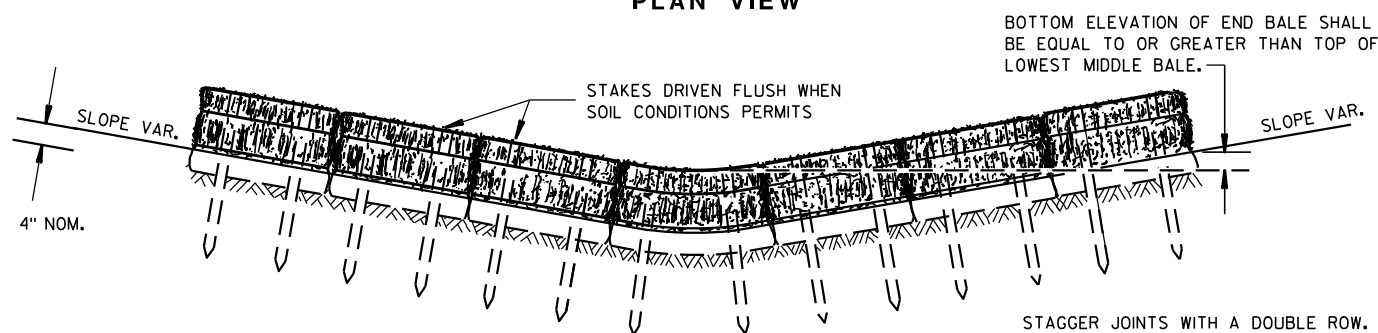 PLAN VIEW
BOTTOM ELEVATION OF END BALE SHALL
BE EQUAL TO OR GREATER THAN TOP OF
LOWEST MIDDLE BALE.
STAKES DRIVEN FLUSH WHEN
SOIL CONDITIONS PERMITS
SLOPE VAR.
SLOPE VAR.
4" NOM.
STAGGER JOINTS WITH A DOUBLE ROW.